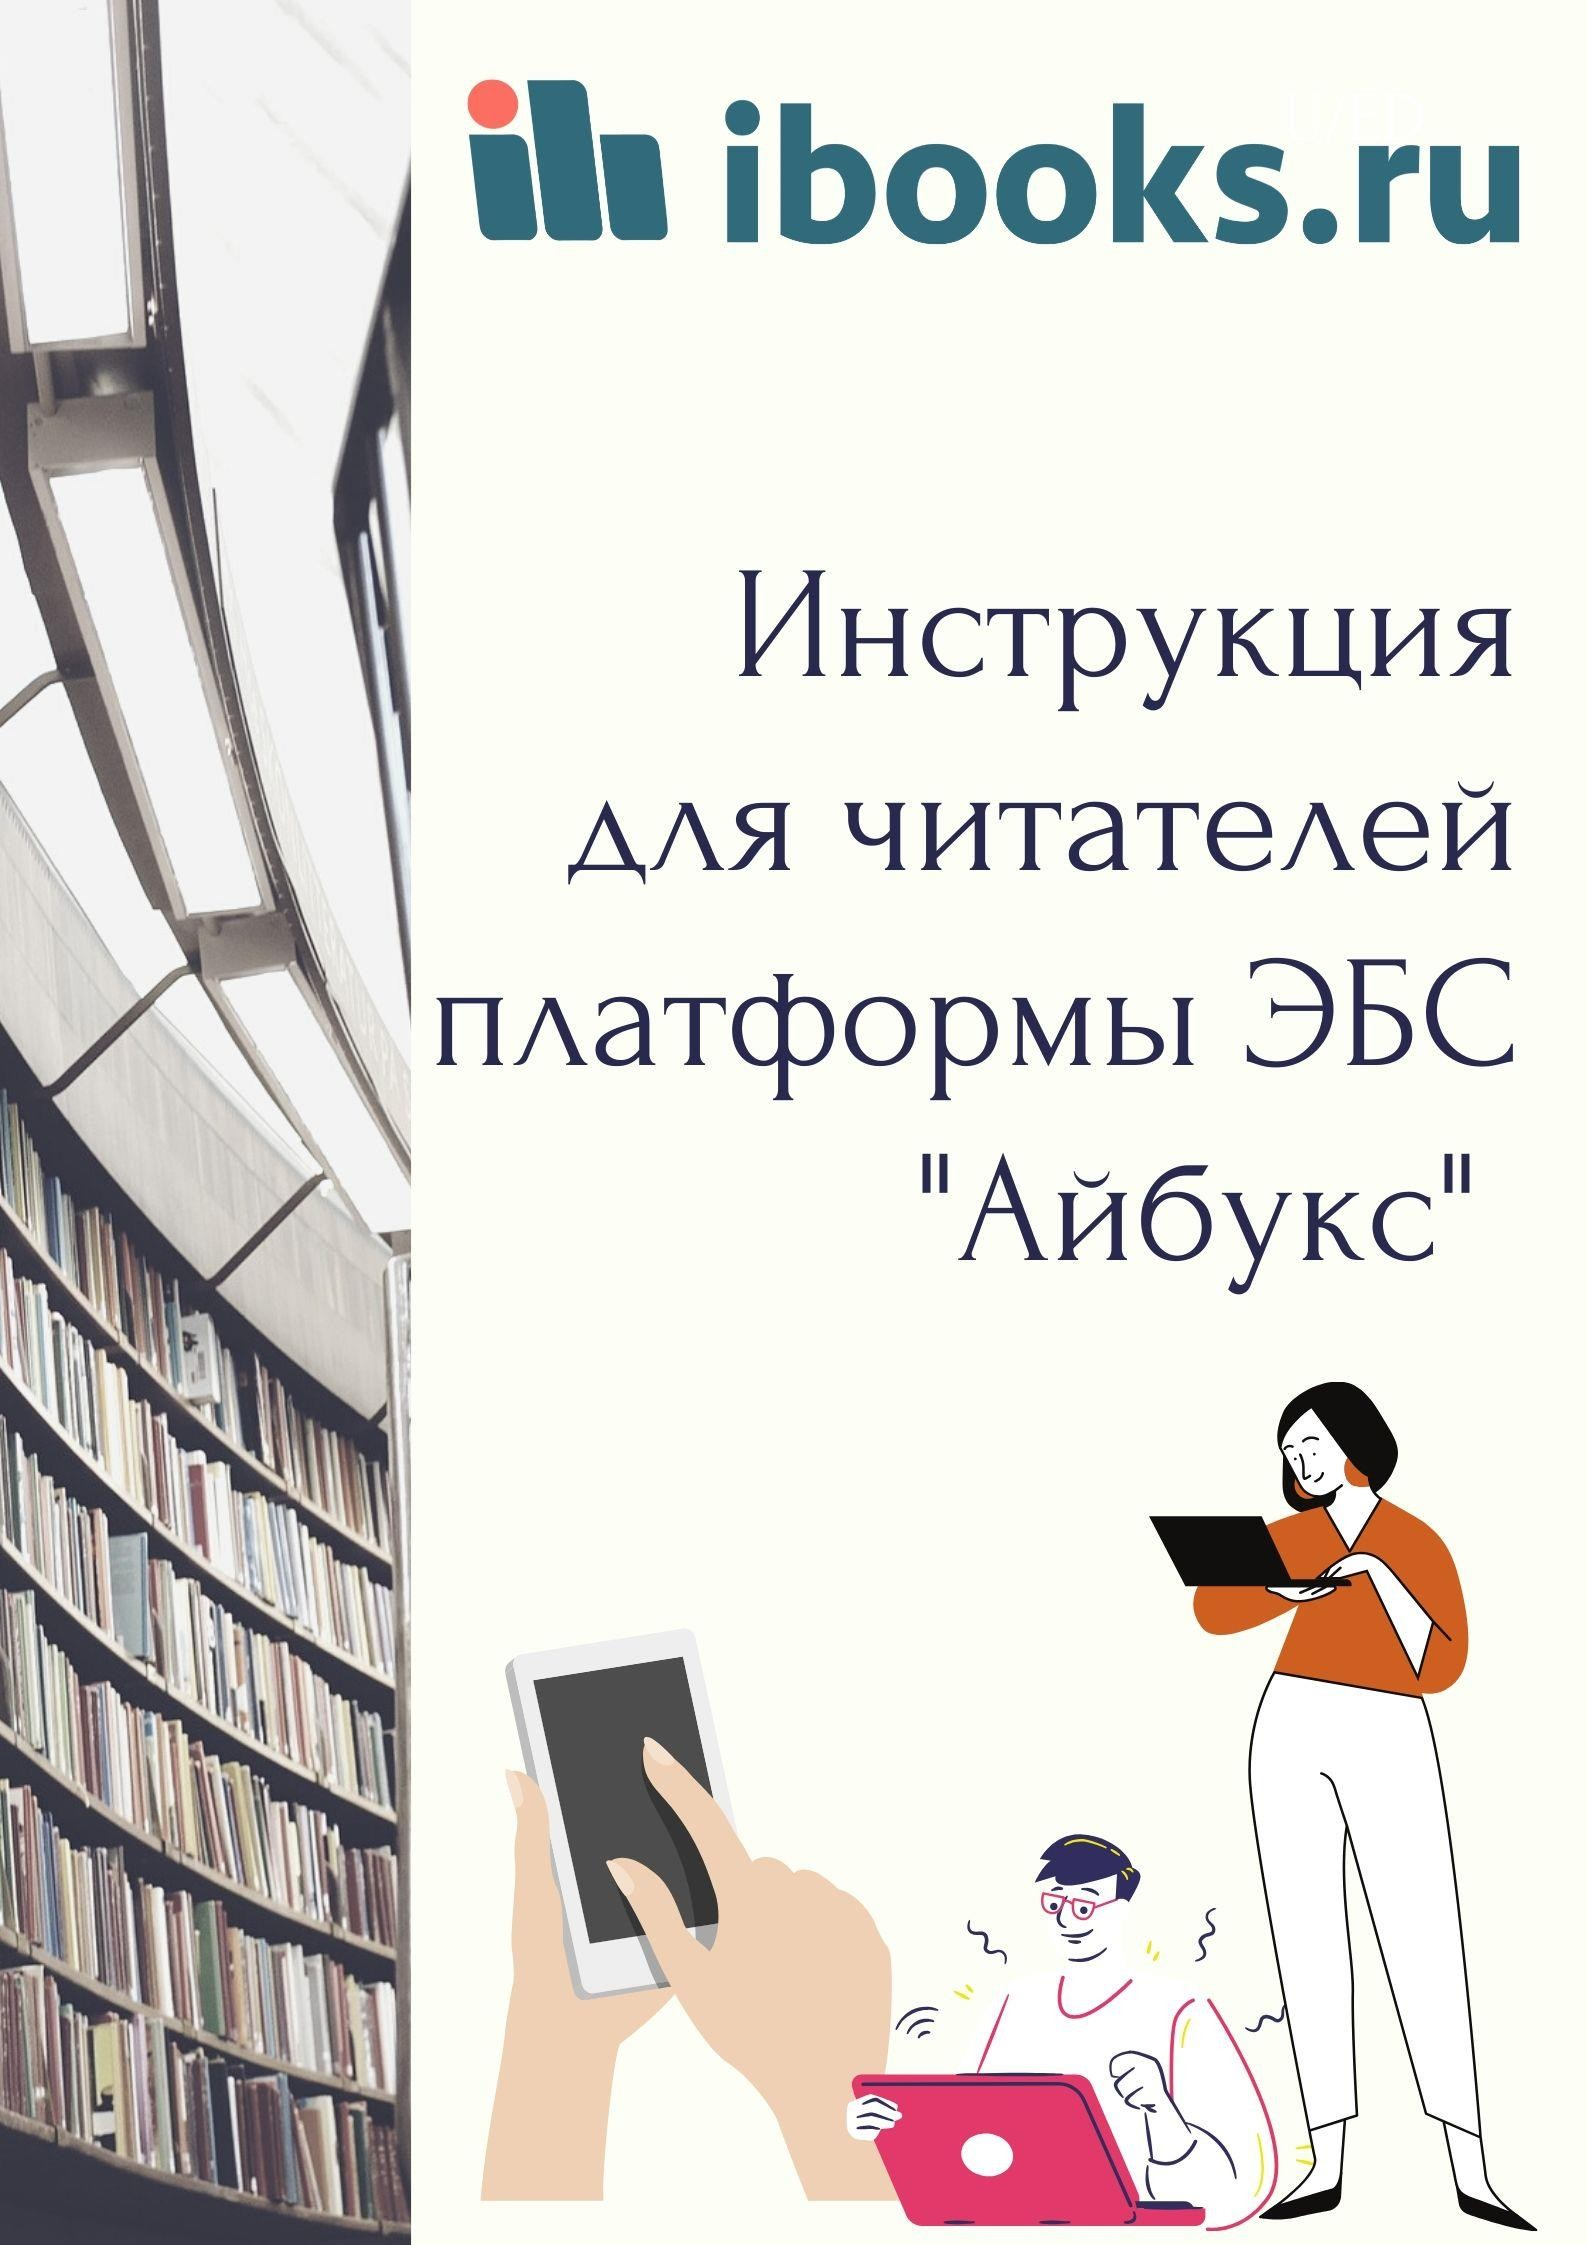 ibooks.ru
Инструкция
для читателей
платформы ЭБС
"Айбукс"